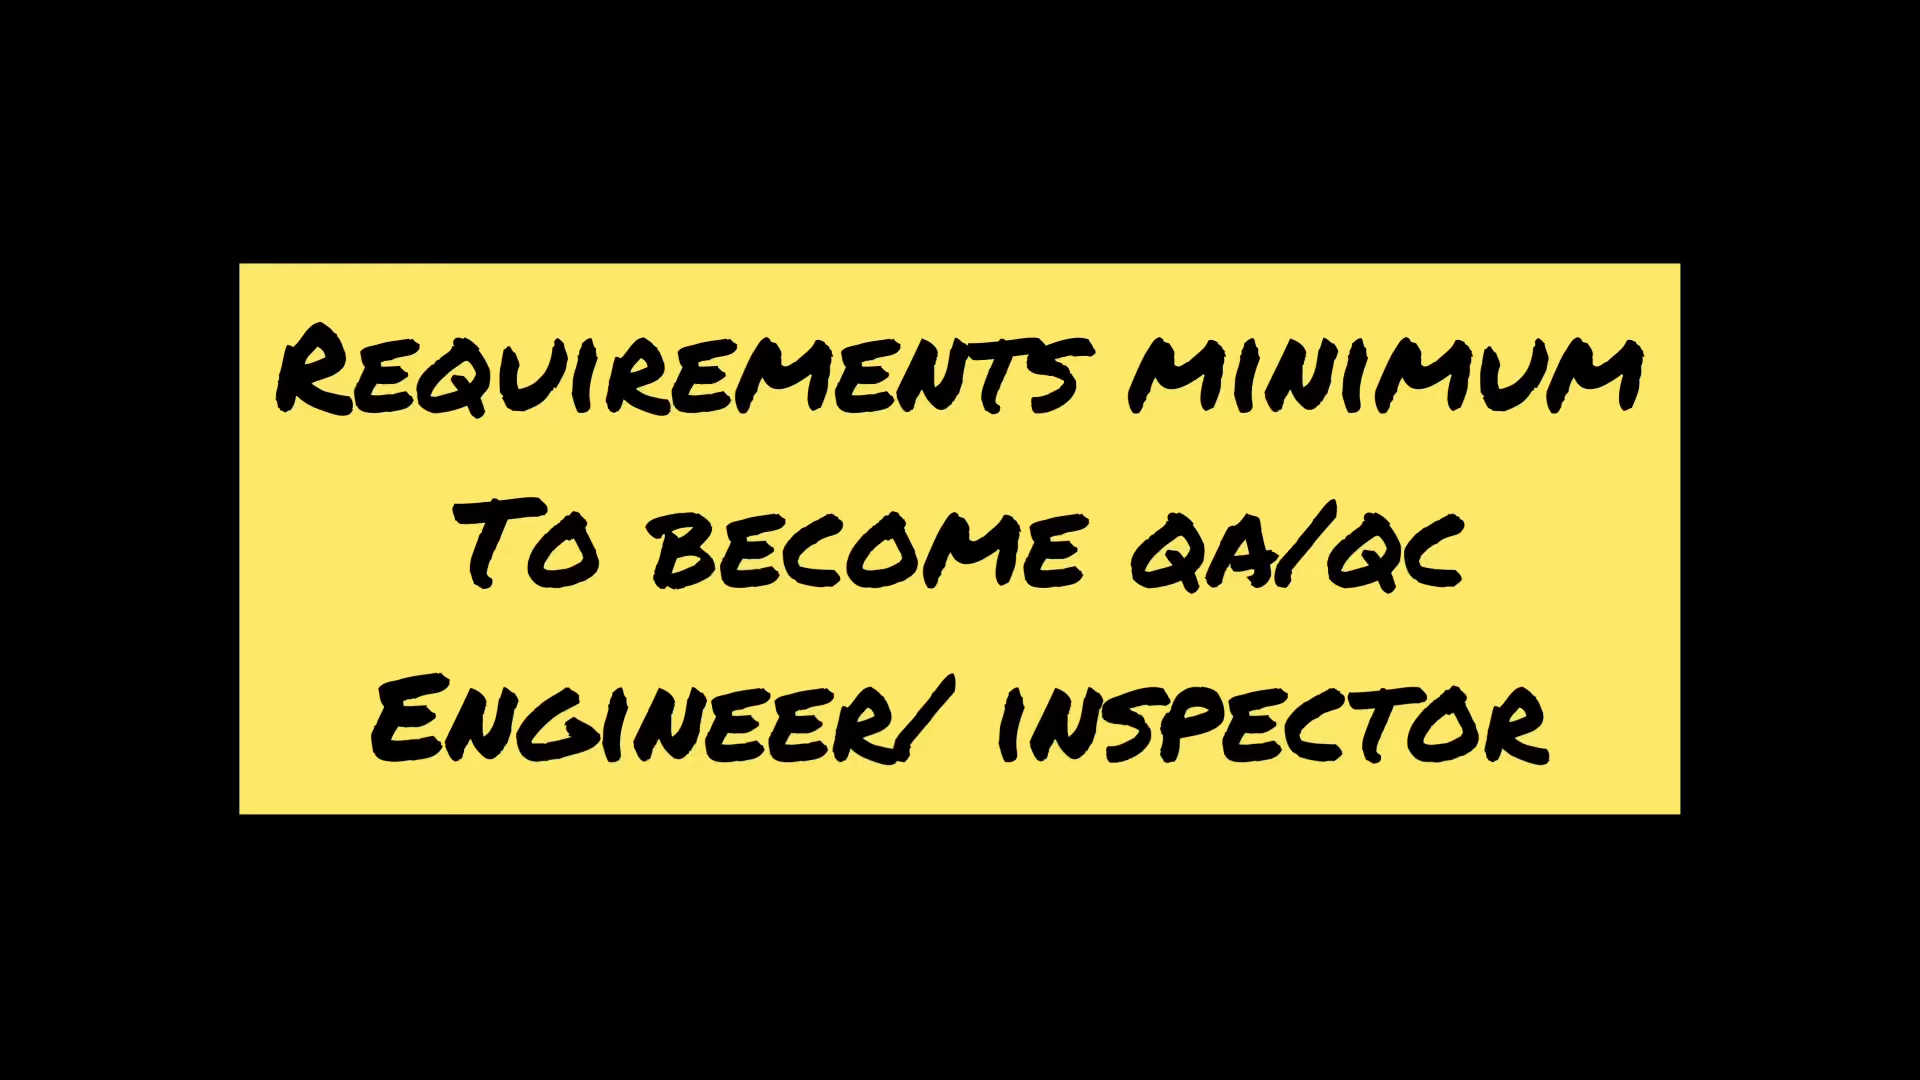 Requirements minimum
To become qa/qc
Engineer/ inspector